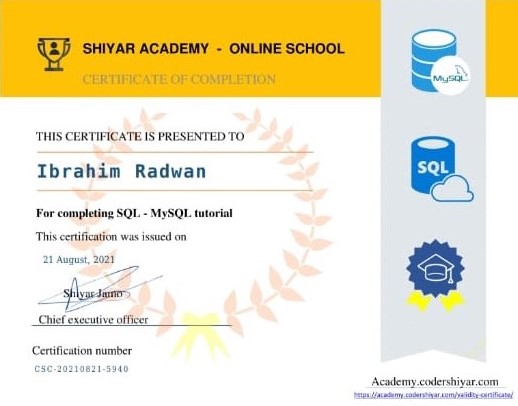 SHIYAR ACADEMY - ONLINE SCHOOL
CERTIFICATE OF COMPLETION
MySQL
THIS CERTIFICATE IS PRESENTED TO
Ibrahim Radwan
SQL
For completing SQL - MySQL tutorial
This certification was issued on
21 August, 2021
Shiyar Jamo
Chief executive officer
Certification number
CSC-20210821-5940
Academy.codershiyar.com
https://academy.codershiyar.com/validity-certificate/